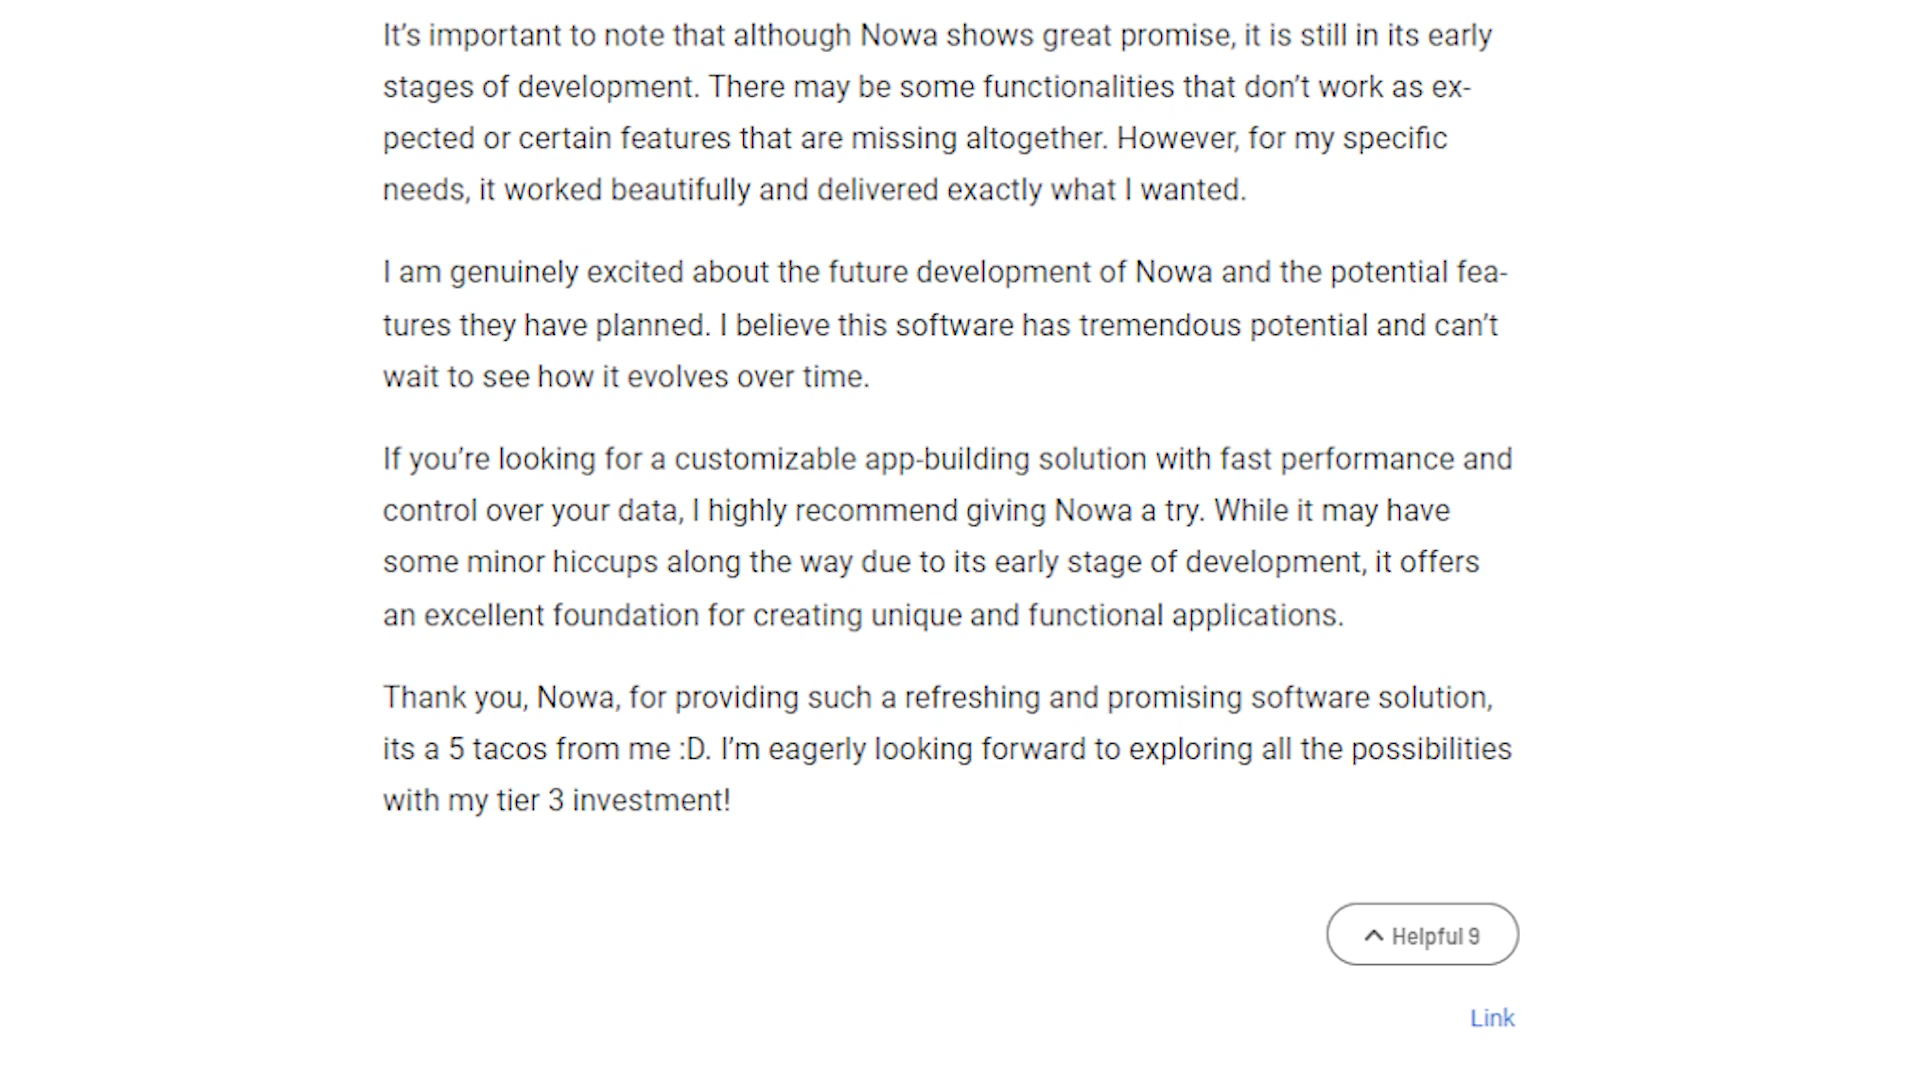 It’s important to note that although Nowa shows great promise, it is still in its early
stages of development. There may be some functionalities that don’t work as ex-
pected or certain features that are missing altogether. However, for my specific
needs, it worked beautifully and delivered exactly what I wanted.
I am genuinely excited about the future development of Nowa and the potential fea-
tures they have planned. I believe this software has tremendous potential and can’t
wait to see how it evolves over time.
If you’re looking for a customizable app-building solution with fast performance and
control over your data, I highly recommend giving Nowa a try. While it may have
some minor hiccups along the way due to its early stage of development, it offers
an excellent foundation for creating unique and functional applications.
Thank you, Nowa, for providing such a refreshing and promising software solution,
its a 5 tacos from me :D. I’m eagerly looking forward to exploring all the possibilities
with my tier 3 investment!
Helpful 9
Link